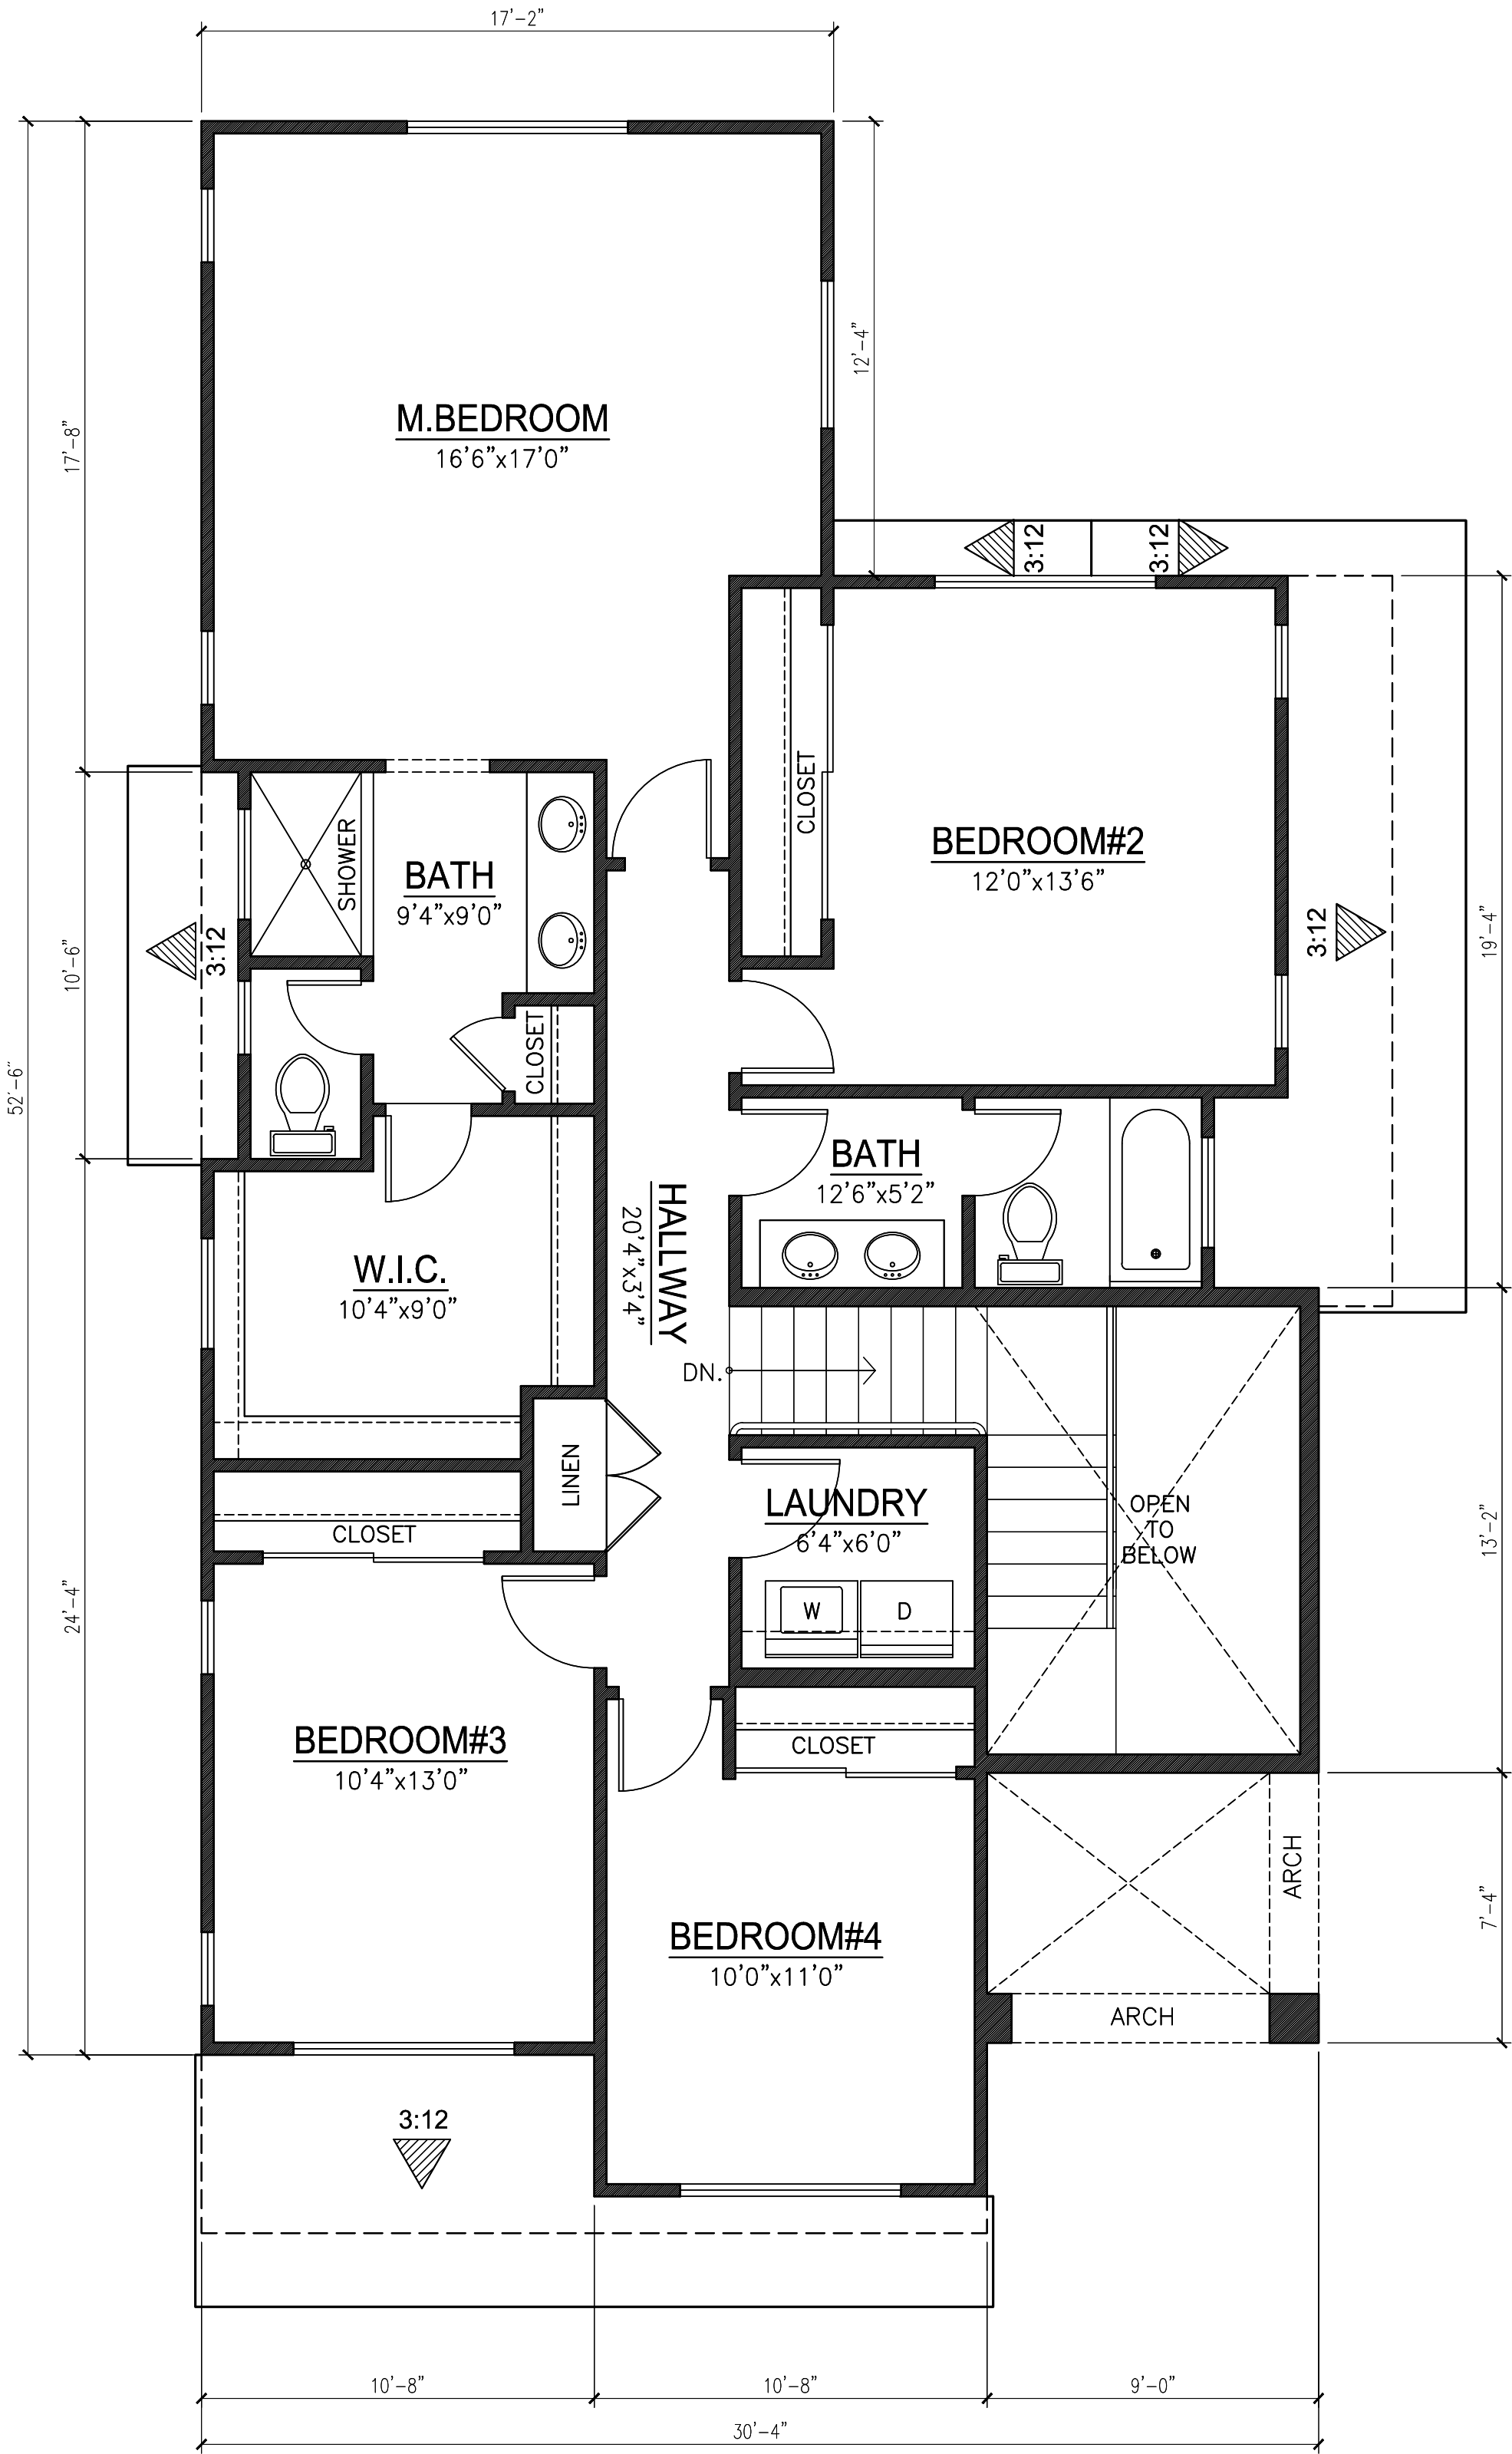 17'-2"
12'-4"
17'-8"
M.BEDROOM
16'6"x17'0"
3:12
3:12
CLOSET
BEDROOM#2
12'0"x13'6"
SHOWER
BATH
9'4"x9'0"
3:12
3:12
10'-6"
19'-4"
CLOSET
52'-6"
BATH
12'6"x5'2"
HALLWAY
20'4"x3'4"
W.I.C.
10'4"x9'0"
DN.
LINEN
LAUNDRY
6'4"x6'0"
OPEN
TO
BELOW
CLOSET
13'-2"
24'-4"
W
D
BEDROOM#3
10'4"x13'0"
CLOSET
ARCH
7'-4"
BEDROOM#4
10'0"x11'0"
ARCH
3:12
10'-8"
10'-8"
9'-0"
30'-4"